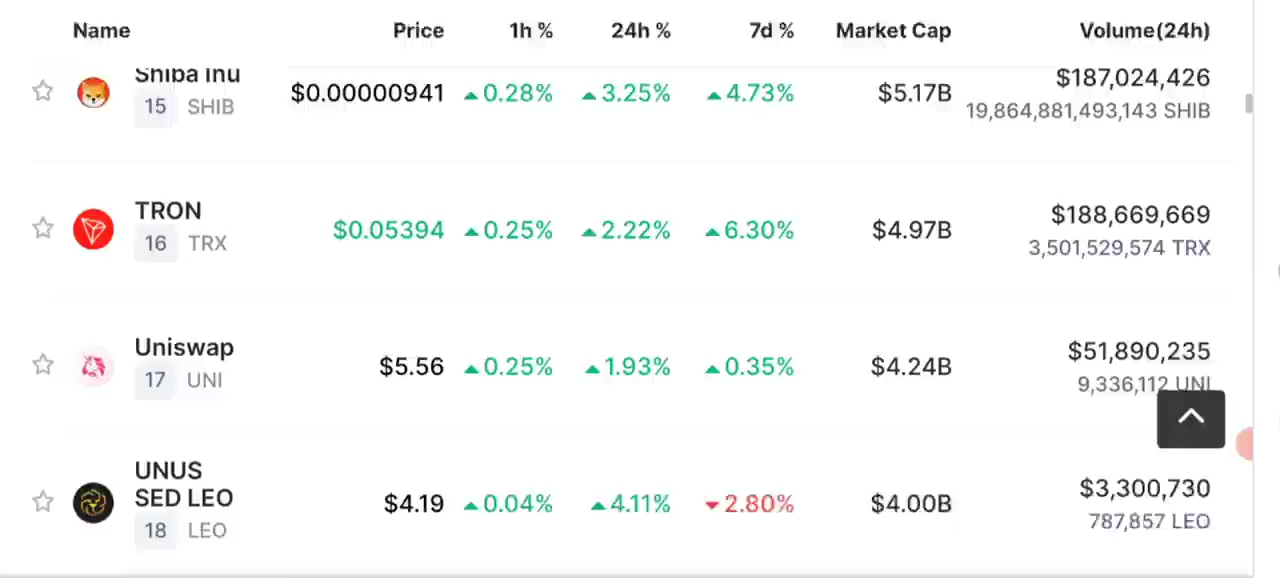 Name Price 1h % 24h % 7d % Market Cap Volume(24h)
Shiba Inu
15 SHIB
$0.00000941 0.28% 3.25% 4.73% $5.17B
$187,024,426
19,864,881,493,143 SHIB
TRON
16 TRX
$0.05394 0.25% 2.22% 6.30% $4.97B
$188,669,669
3,501,529,574 TRX
Uniswap
17 UNI
$5.56 0.25% 1.93% 0.35% $4.24B
$51,890,235
9,336,112 UNI
UNUS
SED LEO
18 LEO
$4.19 0.04% 4.11% 2.80% $4.00B
$3,300,730
787,857 LEO